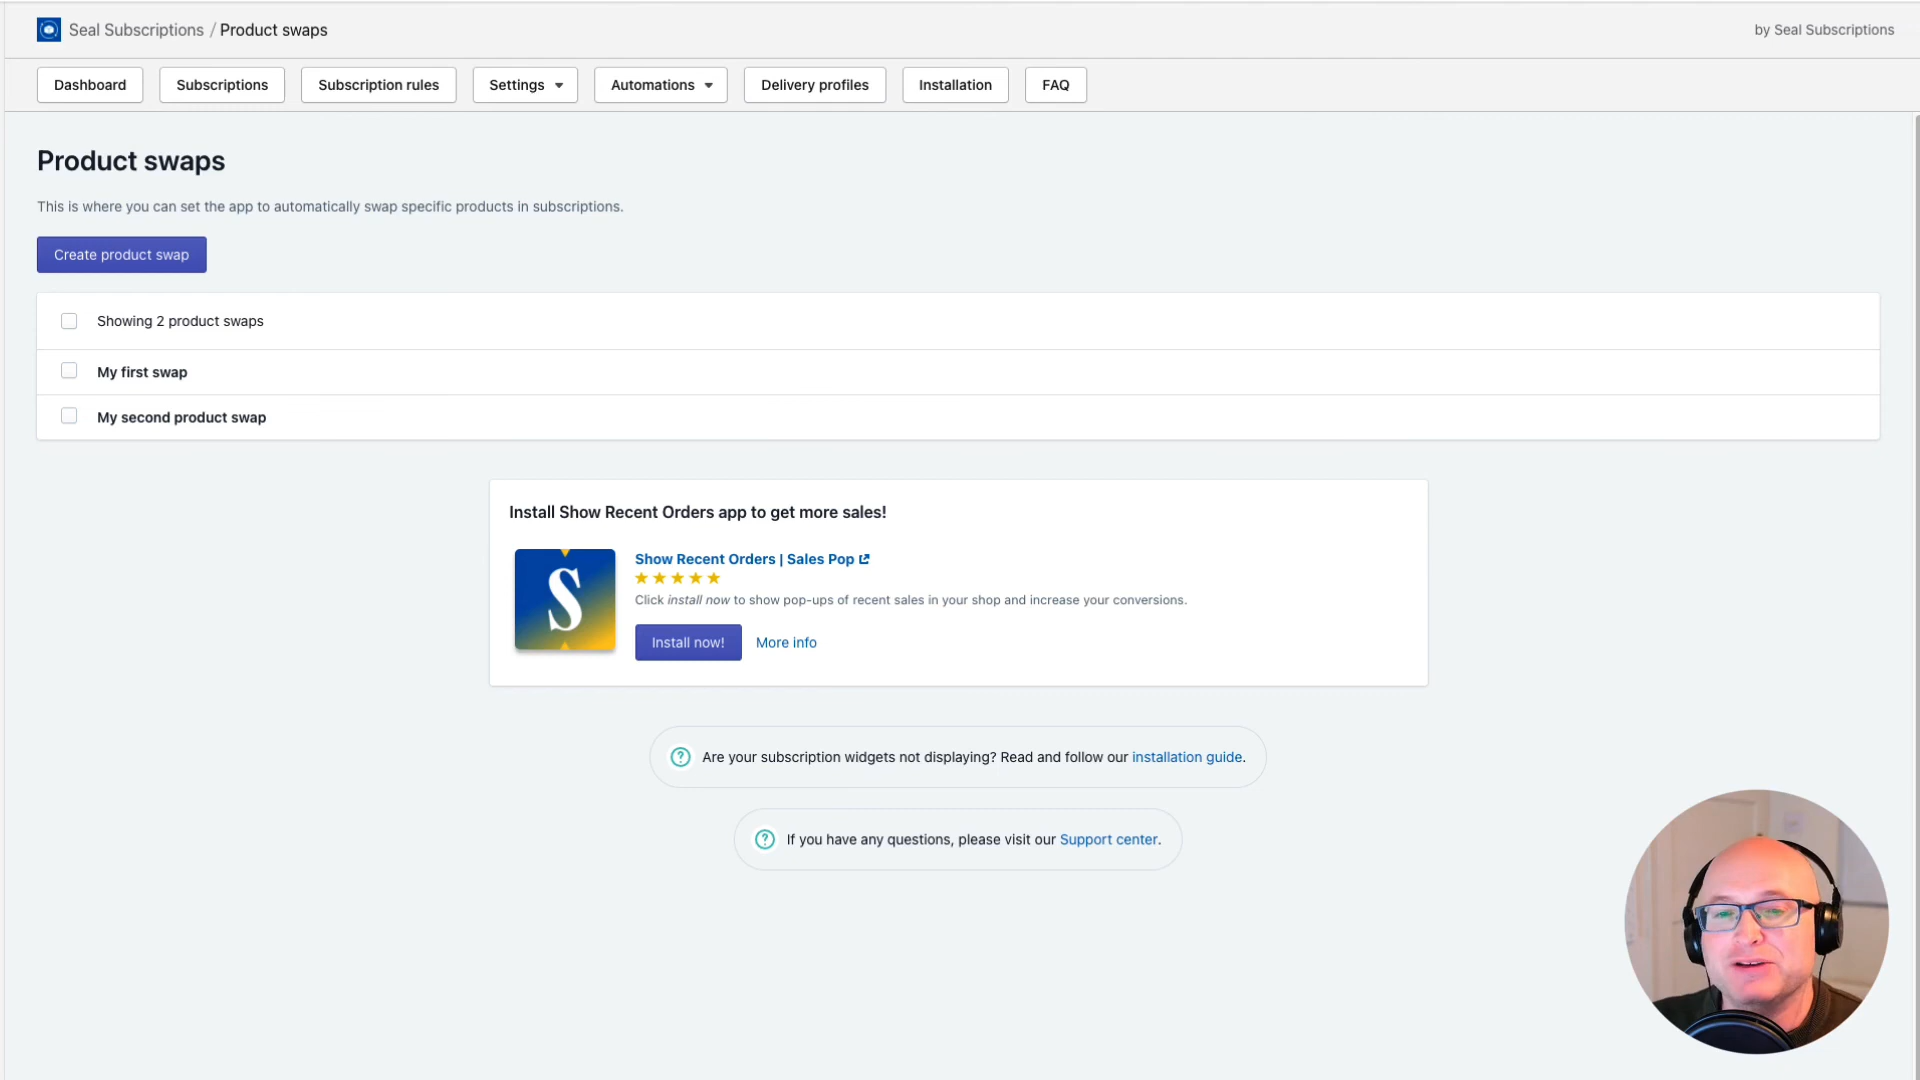 Seal Subscriptions / Product swaps
by Seal Subscriptions
Dashboard
Subscriptions
Subscription rules
Settings
Automations
Delivery profiles
Installation
FAQ
Product swaps
This is where you can set the app to automatically swap specific products in subscriptions.
Create product swap
Showing 2 product swaps
My first swap
My second product swap
Install Show Recent Orders app to get more sales!
S
Show Recent Orders | Sales Pop
Click install now to show pop-ups of recent sales in your shop and increase your conversions.
Install now!
More info
Are your subscription widgets not displaying? Read and follow our installation guide.
If you have any questions, please visit our Support center.